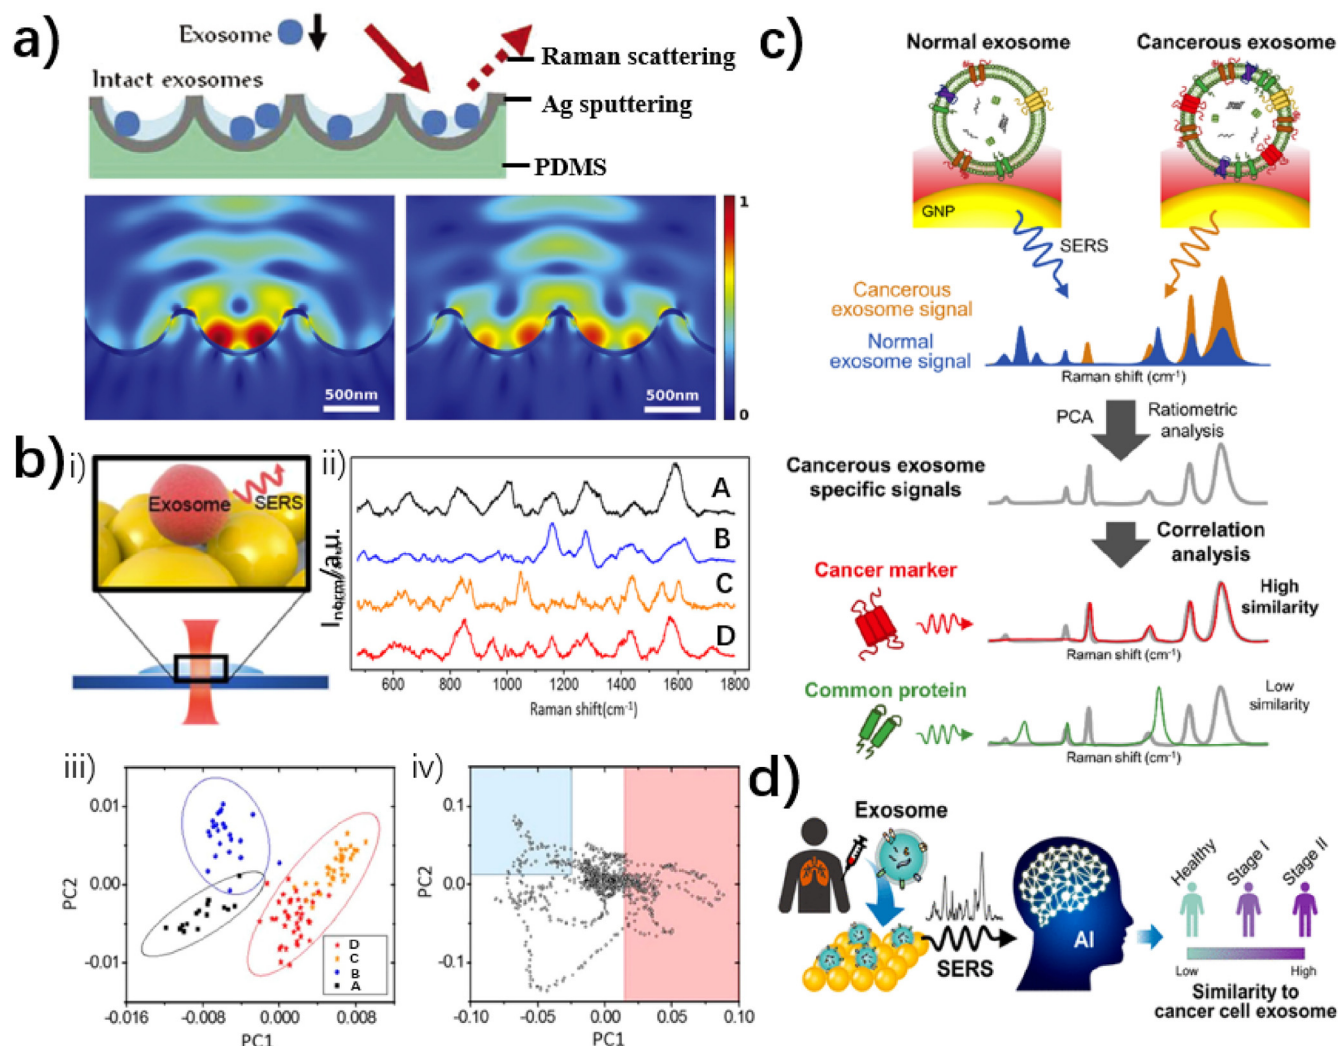 a)
Exosome
Intact exosomes
Raman scattering
Ag sputtering
PDMS
1
0
500nm
500nm
b)
i)
Exosome
SERS
ii)
A
B
C
D
600
800
1000
1200
1400
1600
1800
Raman shift(cm⁻¹)
iii)
0.01
0.00
-0.01
PC2
-0.016
-0.008
0.000
0.008
PC1
D
C
B
A
iv)
0.1
0.0
-0.1
PC2
-0.10
-0.05
0.00
0.05
0.10
PC1
c)
Normal exosome
Cancerous exosome
GNP
SERS
Cancerous
exosome signal
Normal
exosome signal
Raman shift (cm⁻¹)
PCA
Ratiometric
analysis
Cancerous exosome
specific signals
Correlation
analysis
Cancer marker
High
similarity
Raman shift (cm⁻¹)
Common protein
Low
similarity
Raman shift (cm⁻¹)
d)
Exosome
SERS
AI
Healthy
Stage I
Stage II
Low
High
Similarity to
cancer cell exosome